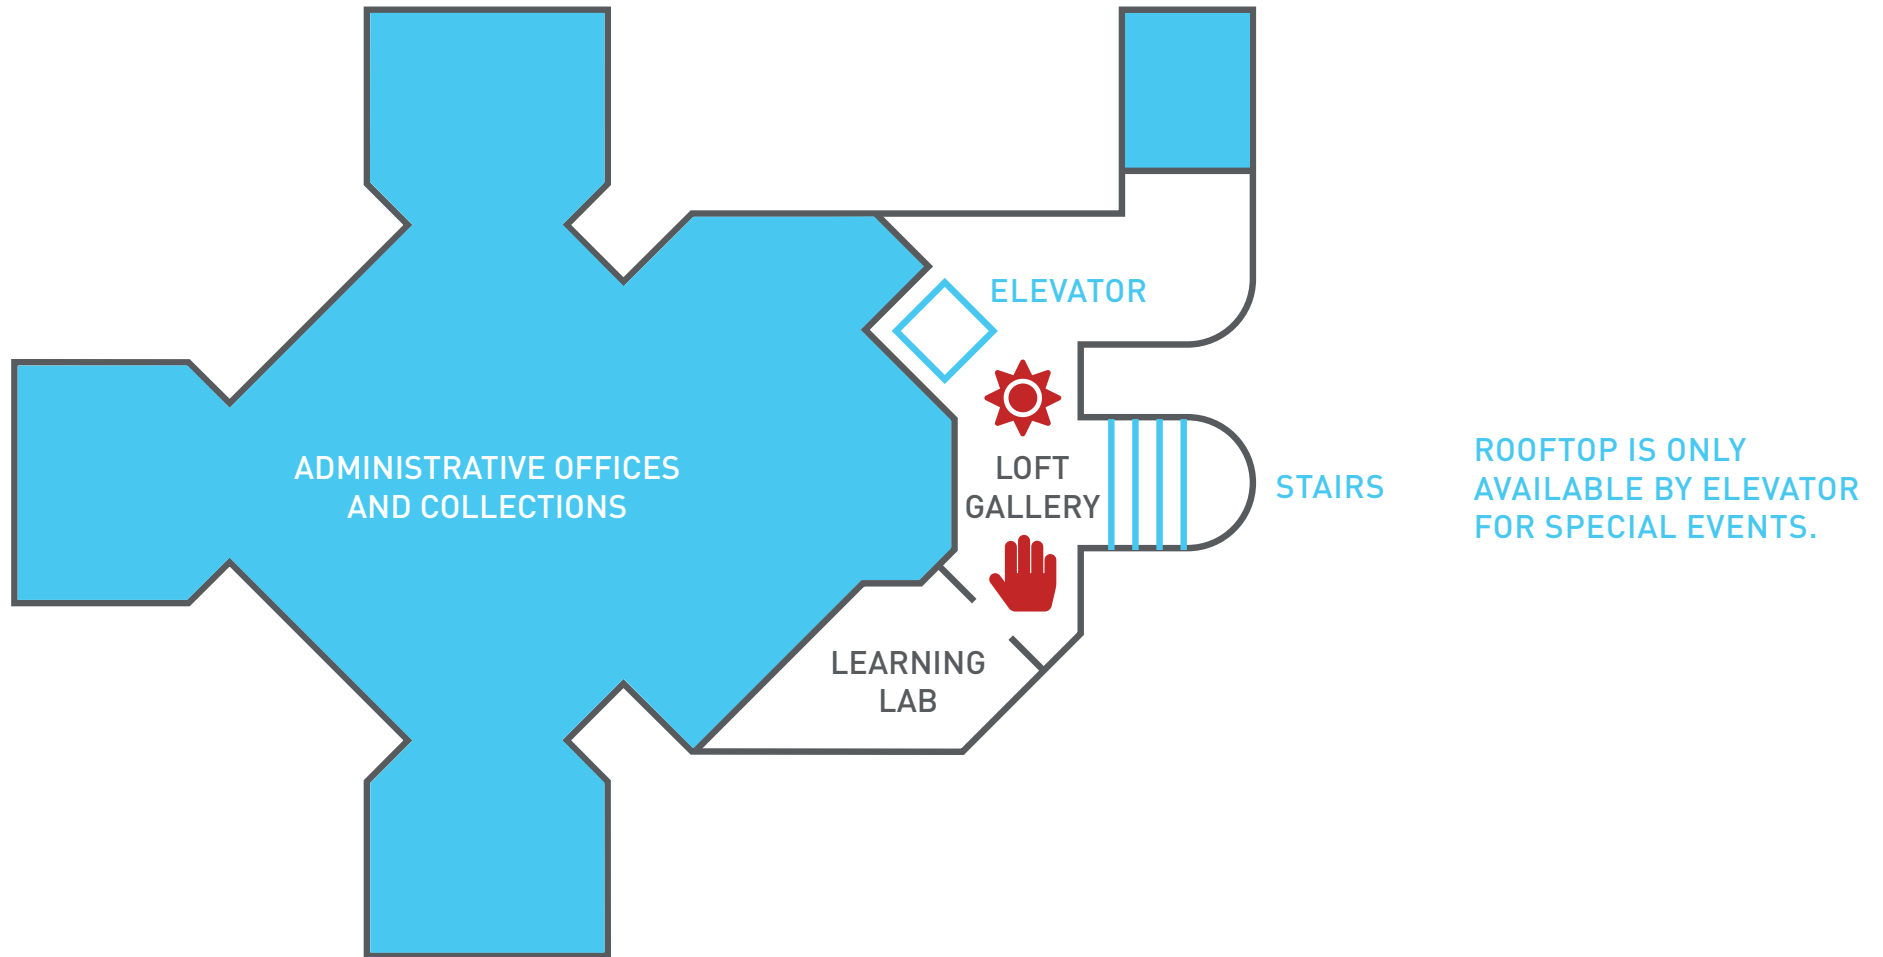 ELEVATOR
ADMINISTRATIVE OFFICES
AND COLLECTIONS
LOFT
GALLERY
STAIRS
ROOFTOP IS ONLY
AVAILABLE BY ELEVATOR
FOR SPECIAL EVENTS.
LEARNING
LAB